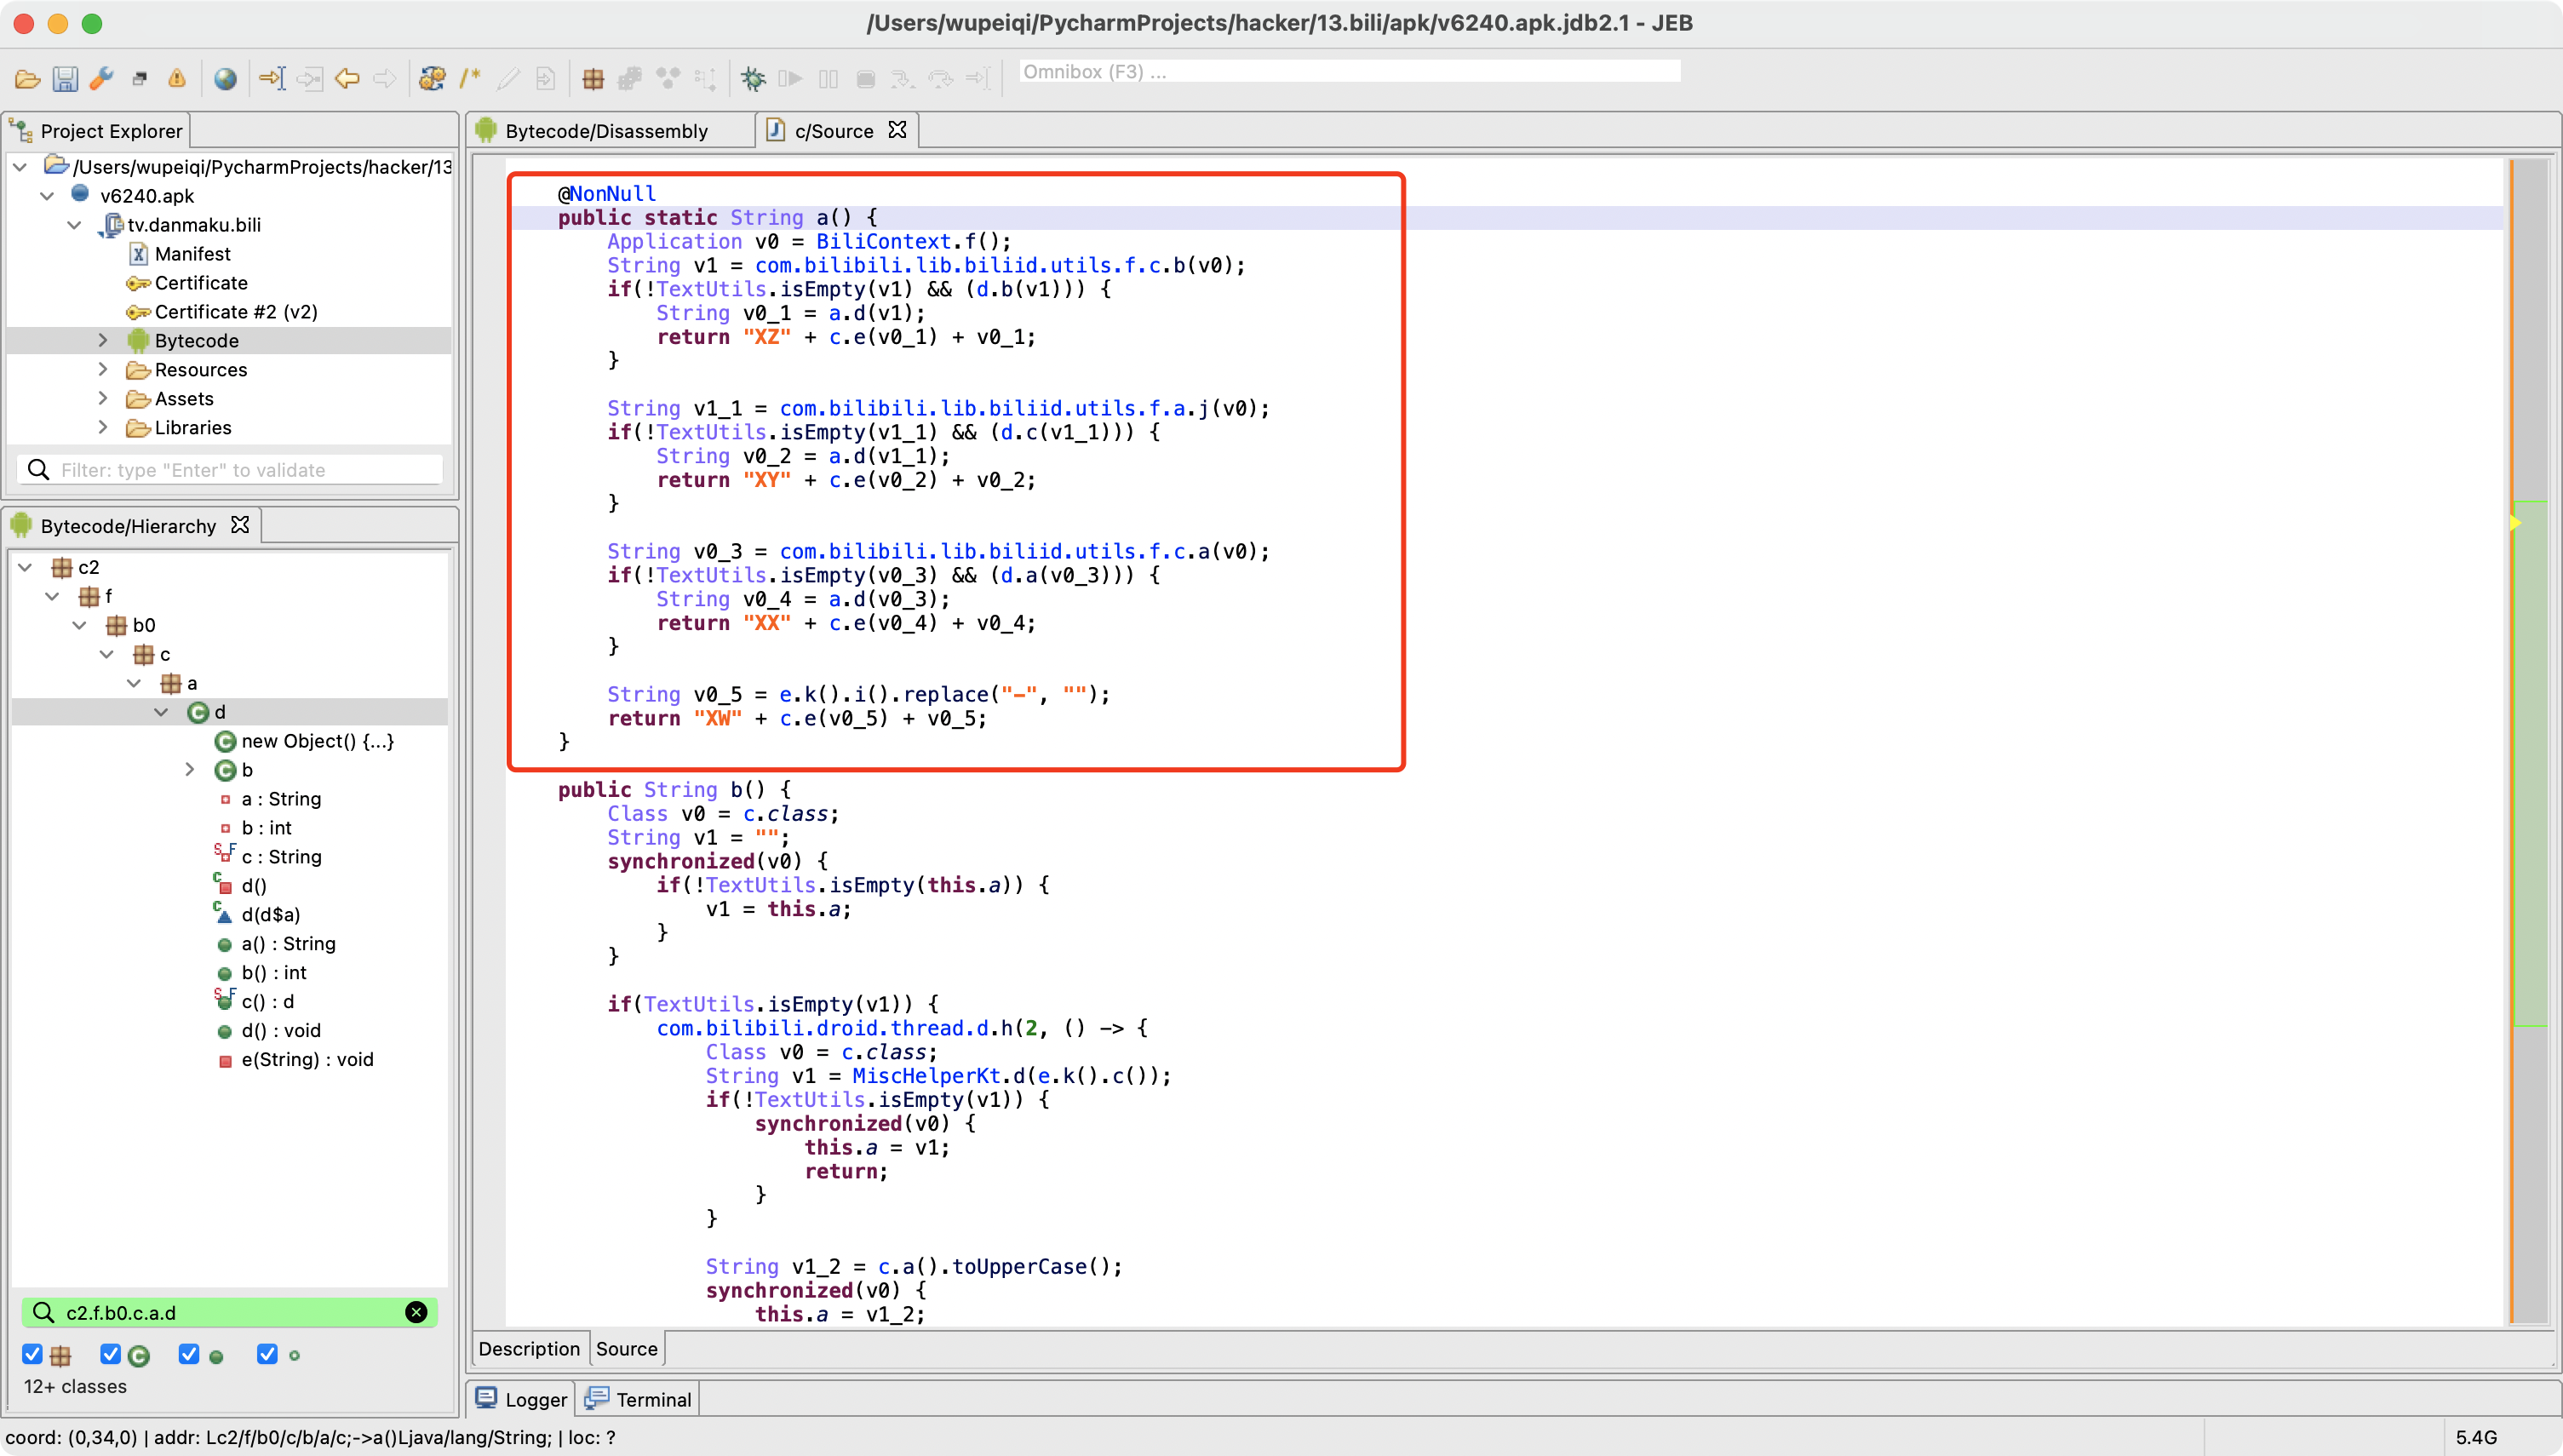 /Users/wupeiqi/PycharmProjects/hacker/13.bili/apk/v6240.apk.jdb2.1 - JEB
Omnibox (F3) ...
Project Explorer
/Users/wupeiqi/PycharmProjects/hacker/13
v6240.apk
tv.danmaku.bili
Manifest
Certificate
Certificate #2 (v2)
Bytecode
Resources
Assets
Libraries
Filter: type "Enter" to validate
Bytecode/Hierarchy
c2
f
b0
c
a
d
new Object() {...}
b
a : String
b : int
c : String
d()
d(d$a)
a() : String
b() : int
c() : d
d() : void
e(String) : void
c2.f.b0.c.a.d
12+ classes
Bytecode/Disassembly
c/Source
@NonNull
public static String a() {
Application v0 = BiliContext.f();
String v1 = com.bilibili.lib.biliid.utils.f.c.b(v0);
if(!TextUtils.isEmpty(v1) && (d.b(v1))) {
String v0_1 = a.d(v1);
return "XZ" + c.e(v0_1) + v0_1;
}
String v1_1 = com.bilibili.lib.biliid.utils.f.a.j(v0);
if(!TextUtils.isEmpty(v1_1) && (d.c(v1_1))) {
String v0_2 = a.d(v1_1);
return "XY" + c.e(v0_2) + v0_2;
}
String v0_3 = com.bilibili.lib.biliid.utils.f.c.a(v0);
if(!TextUtils.isEmpty(v0_3) && (d.a(v0_3))) {
String v0_4 = a.d(v0_3);
return "XX" + c.e(v0_4) + v0_4;
}
String v0_5 = e.k().i().replace("-", "");
return "XW" + c.e(v0_5) + v0_5;
}
public String b() {
Class v0 = c.class;
String v1 = "";
synchronized(v0) {
if(!TextUtils.isEmpty(this.a)) {
v1 = this.a;
}
}
if(TextUtils.isEmpty(v1)) {
com.bilibili.droid.thread.d.h(2, () -> {
Class v0 = c.class;
String v1 = MiscHelperKt.d(e.k().c());
if(!TextUtils.isEmpty(v1)) {
synchronized(v0) {
this.a = v1;
return;
}
}
String v1_2 = c.a().toUpperCase();
synchronized(v0) {
this.a = v1_2;
Description
Source
Logger
Terminal
coord: (0,34,0) | addr: Lc2/f/b0/c/b/a/c;->a()Ljava/lang/String; | loc: ?
5.4G